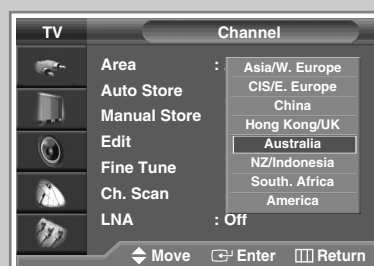 TV Channel
Area :
Asia/W. Europe
CIS/E. Europe
China
Hong Kong/UK
Australia
NZ/Indonesia
South. Africa
America
Auto Store
Manual Store
Edit
Fine Tune
Ch. Scan
LNA : Off
Move Enter Return